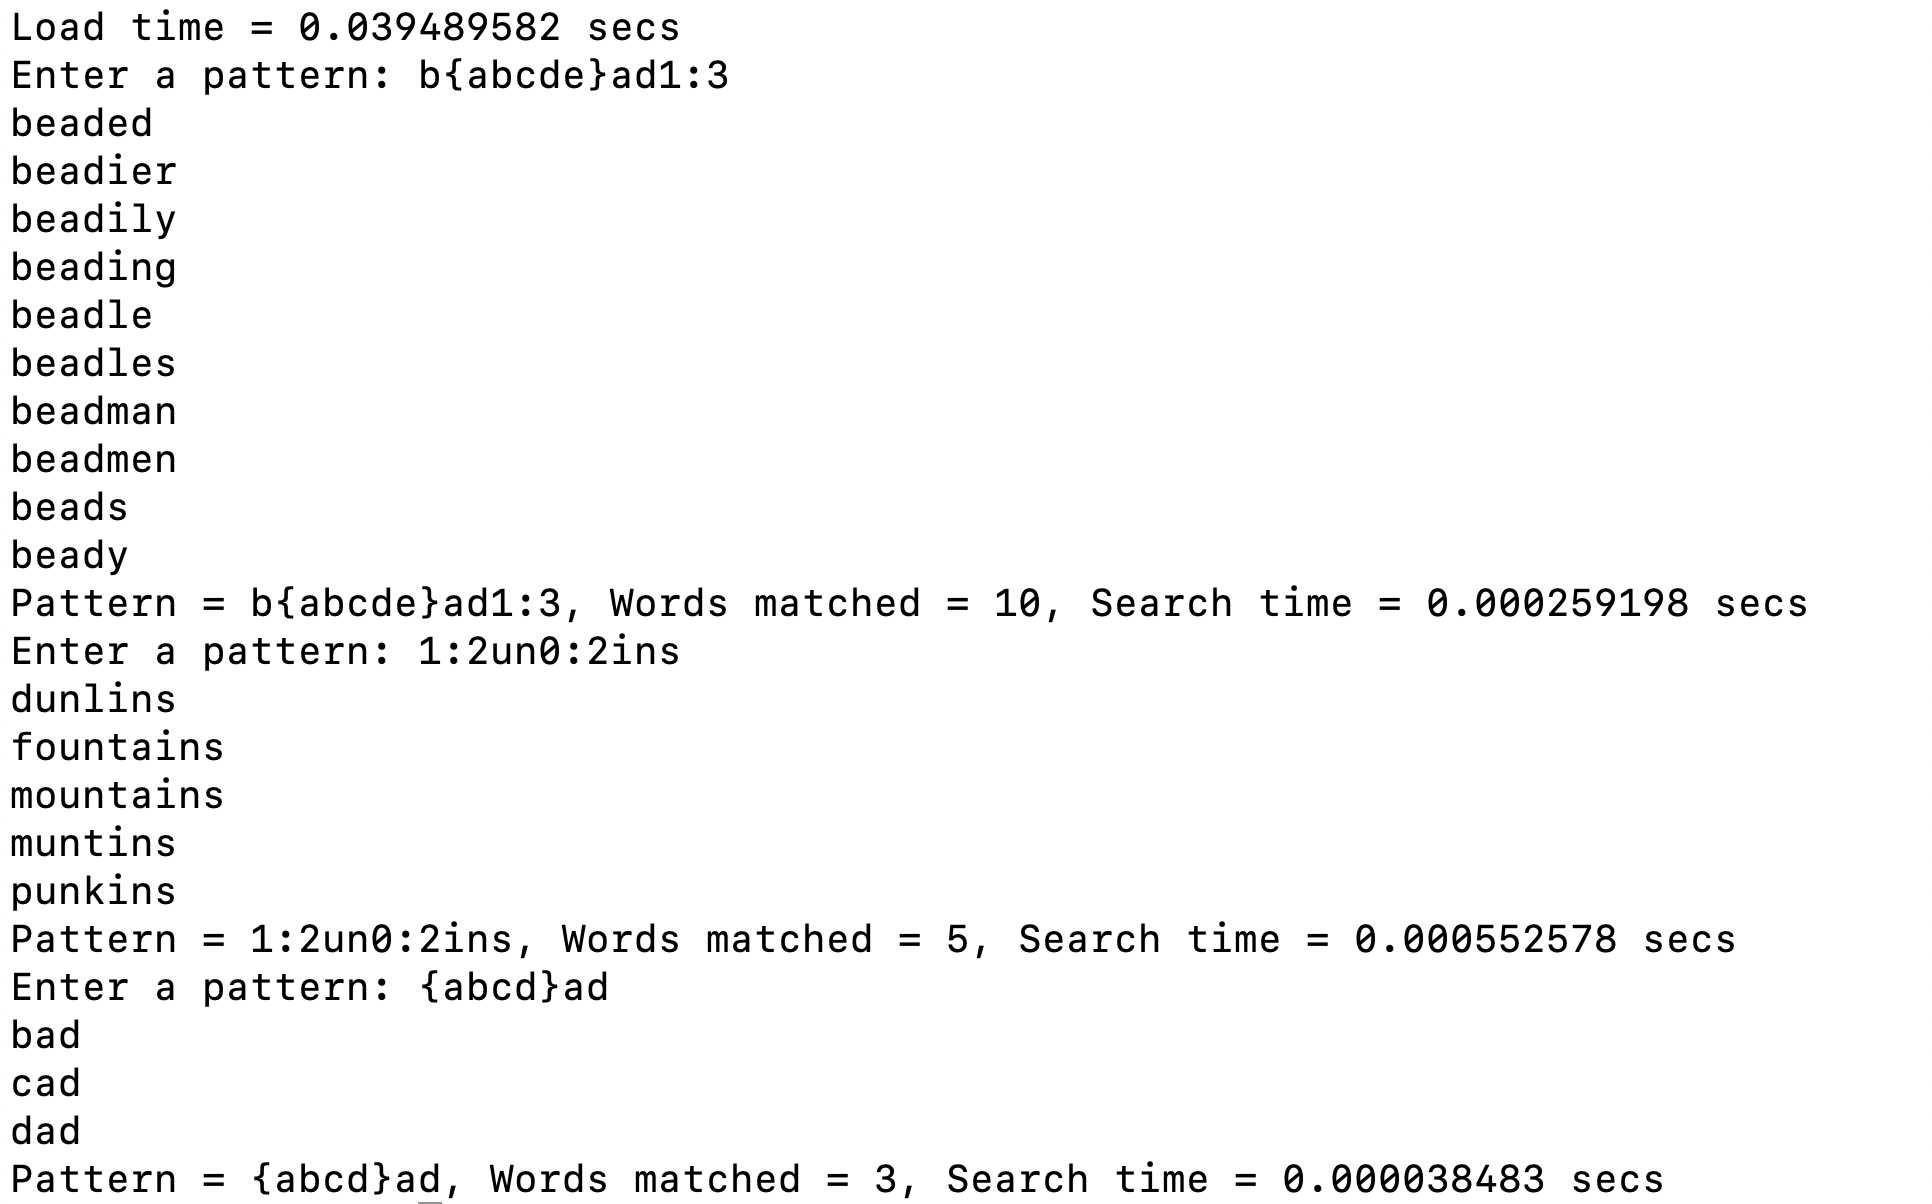 Load time = 0.039489582 secs
Enter a pattern: b{abcde}ad1:3
beaded
beadier
beadily
beading
beadle
beadles
beadman
beadmen
beads
beady
Pattern = b{abcde}ad1:3, Words matched = 10, Search time = 0.000259198 secs
Enter a pattern: 1:2un0:2ins
dunlins
fountains
mountains
muntins
punkins
Pattern = 1:2un0:2ins, Words matched = 5, Search time = 0.000552578 secs
Enter a pattern: {abcd}ad
bad
cad
dad
Pattern = {abcd}ad, Words matched = 3, Search time = 0.000038483 secs